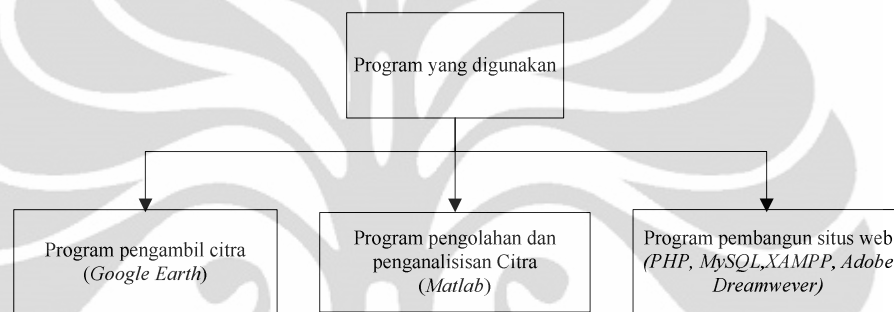 Program yang digunakan
Program pengambil citra
(Google Earth)
Program pengolahan dan
penganalisisan Citra
(Matlab)
Program pembangun situs web
(PHP, MySQL,XAMPP, Adobe
Dreamwever)